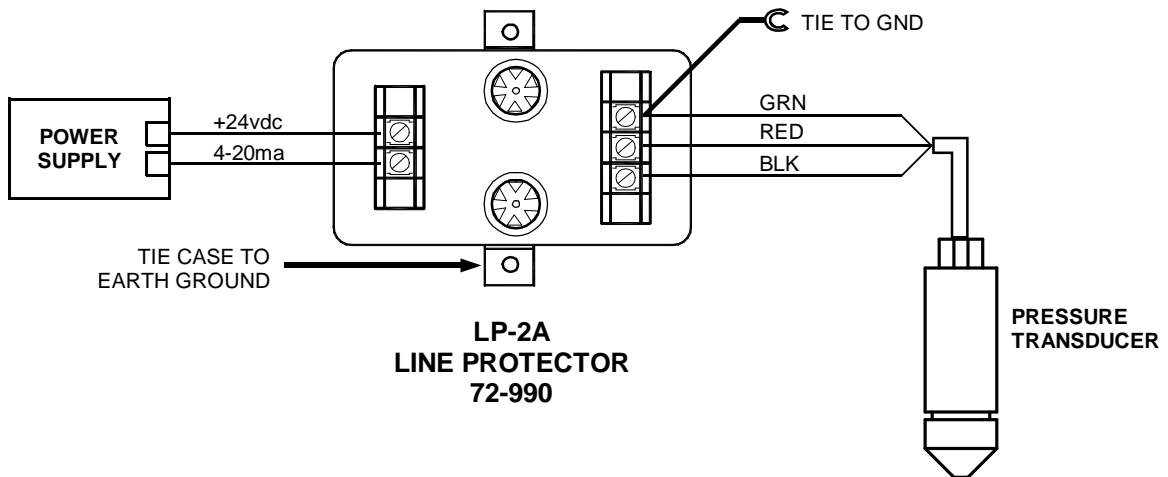 TIE TO GND
GRN
RED
BLK
+24vdc
4-20ma
POWER
SUPPLY
TIE CASE TO
EARTH GROUND
LP-2A
LINE PROTECTOR
72-990
PRESSURE
TRANSDUCER